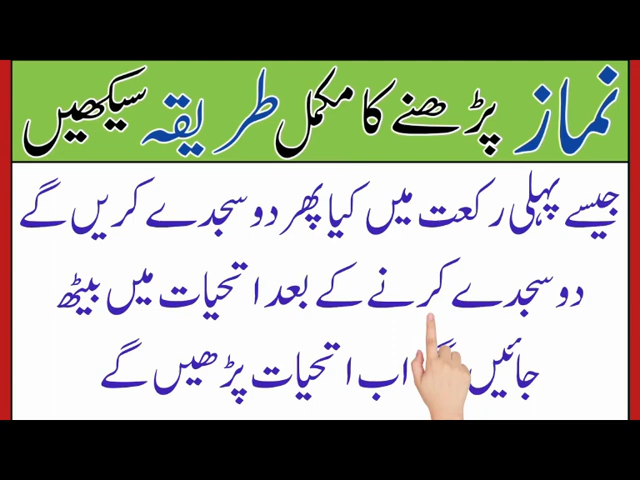 نماز پڑھنے کا مکمل طریقہ سیکھیں
جیسے پہلی رکعت میں کیا پھر دو سجدے کریں گے
دو سجدے کرنے کے بعد اتحیات میں بیٹھ
جائیں اب اتحیات پڑھیں گے